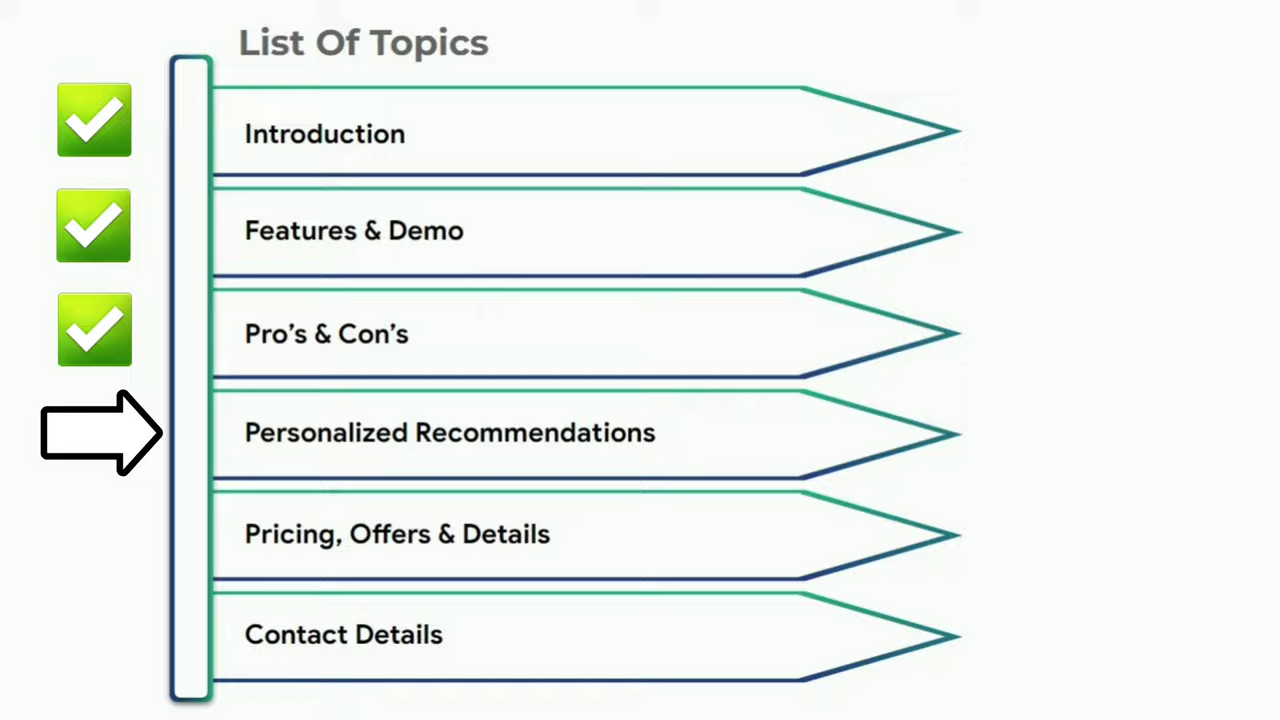 List Of Topics
Introduction
Features & Demo
Pro’s & Con’s
Personalized Recommendations
Pricing, Offers & Details
Contact Details